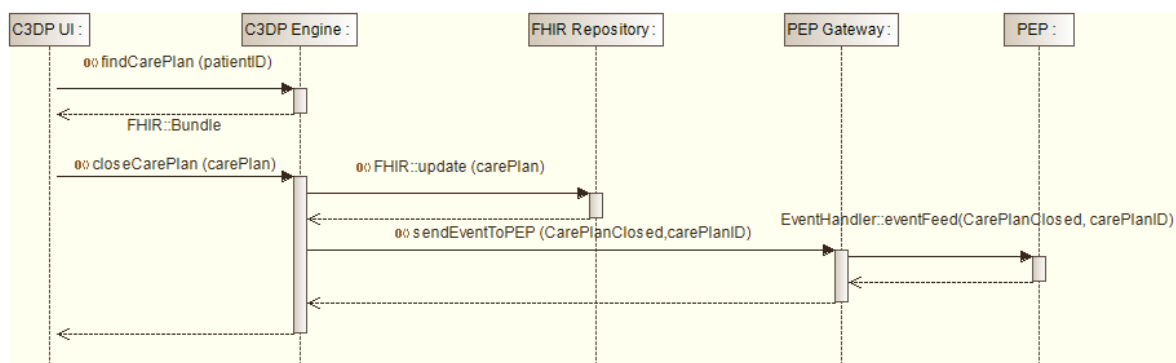 C3DP UI :
C3DP Engine :
FHIR Repository :
PEP Gateway :
PEP :
findCarePlan (patientID)
FHIR::Bundle
closeCarePlan (carePlan)
FHIR::update (carePlan)
sendEventToPEP (CarePlanClosed,carePlanID)
EventHandler::eventFeed(CarePlanClosed, carePlanID)